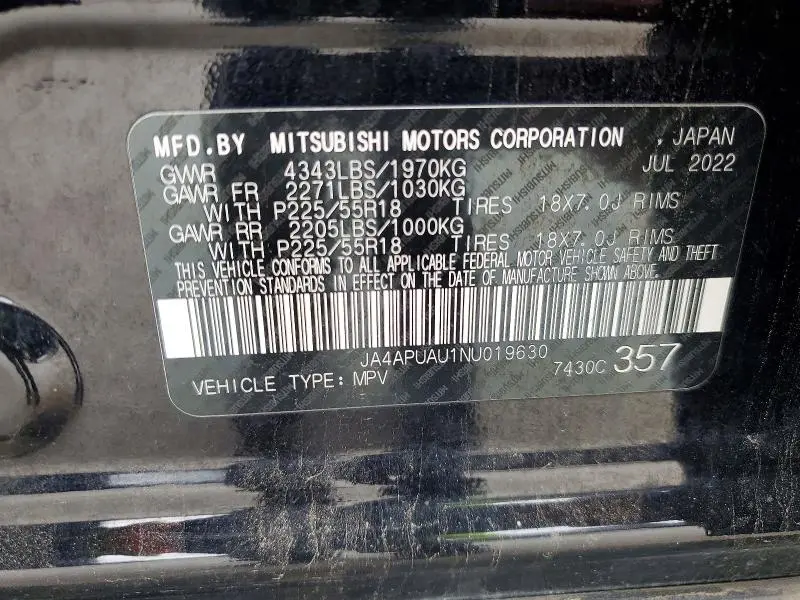 MFD.BY MITSUBISHI MOTORS CORPORATION , JAPAN
GVWR 4343LBS/1970KG JUL 2022
GAWR FR 2271LBS/1030KG
WITH P225/55R18 TIRES 18X7.0J RIMS
GAWR RR 2205LBS/1000KG
WITH P225/55R18 TIRES 18X7.0J RIMS
THIS VEHICLE CONFORMS TO ALL APPLICABLE FEDERAL MOTOR VEHICLE SAFETY AND THEFT
PREVENTION STANDARDS IN EFFECT ON THE DATE OF MANUFACTURE SHOWN ABOVE.
JA4APUAU1NU019630
VEHICLE TYPE: MPV 7430C 357